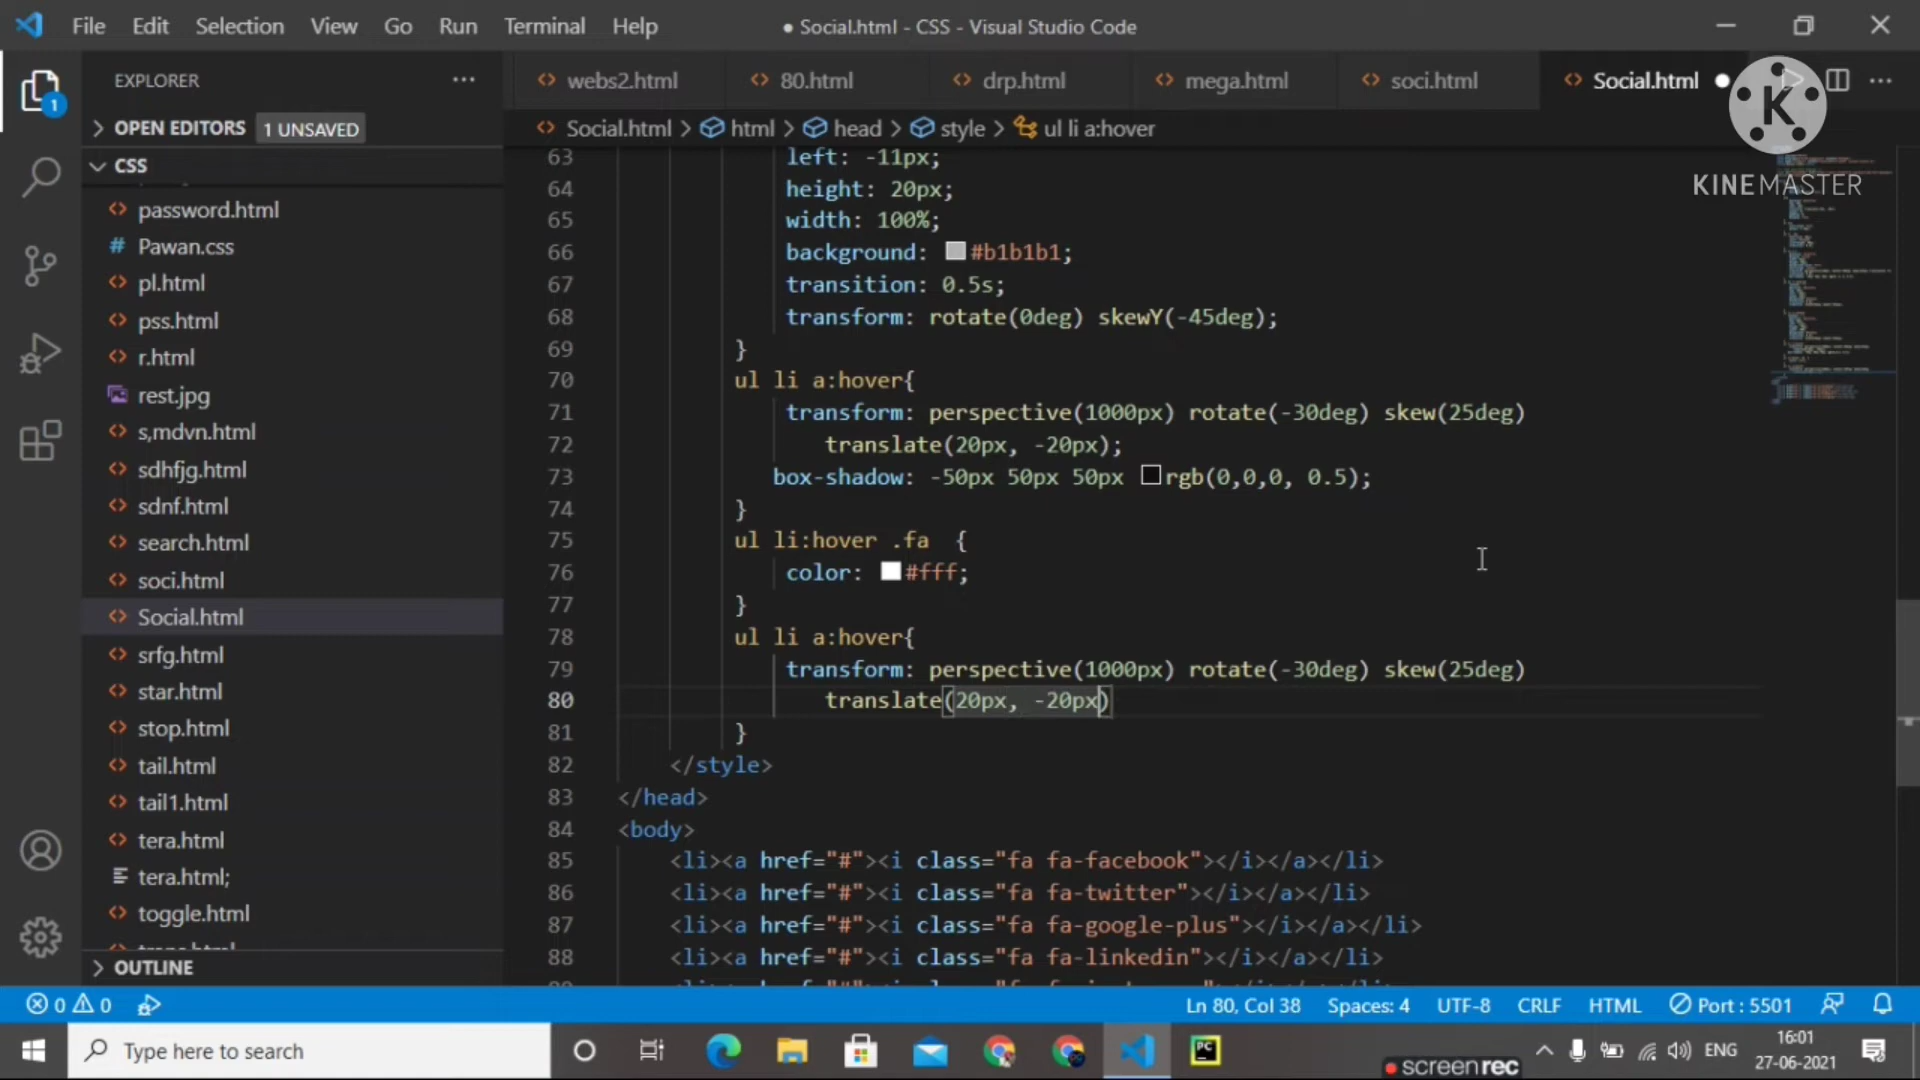 File Edit Selection View Go Run Terminal Help
● Social.html - CSS - Visual Studio Code
EXPLORER
webs2.html 80.html drp.html mega.html soci.html Social.html
KINEMASTER
1
OPEN EDITORS 1 UNSAVED
Social.html > html > head > style > ul li a:hover
CSS
password.html
Pawan.css
pl.html
pss.html
r.html
rest.jpg
s,mdvn.html
sdhfjg.html
sdnf.html
search.html
soci.html
Social.html
srfg.html
star.html
stop.html
tail.html
tail1.html
tera.html
tera.html;
toggle.html
OUTLINE
63 left: -11px;
64 height: 20px;
65 width: 100%;
66 background: #b1b1b1;
67 transition: 0.5s;
68 transform: rotate(0deg) skewY(-45deg);
69 }
70 ul li a:hover{
71 transform: perspective(1000px) rotate(-30deg) skew(25deg)
72 translate(20px, -20px);
73 box-shadow: -50px 50px 50px rgb(0,0,0, 0.5);
74 }
75 ul li:hover .fa {
76 color: #fff;
77 }
78 ul li a:hover{
79 transform: perspective(1000px) rotate(-30deg) skew(25deg)
80 translate(20px, -20px)
81 }
82 </style>
83 </head>
84 <body>
85 <li><a href="#"><i class="fa fa-facebook"></i></a></li>
86 <li><a href="#"><i class="fa fa-twitter"></i></a></li>
87 <li><a href="#"><i class="fa fa-google-plus"></i></a></li>
88 <li><a href="#"><i class="fa fa-linkedin"></i></a></li>
0 0
Ln 80, Col 38 Spaces: 4 UTF-8 CRLF HTML Port : 5501
Type here to search
PC
ENG
16:01
27-06-2021
screenrec